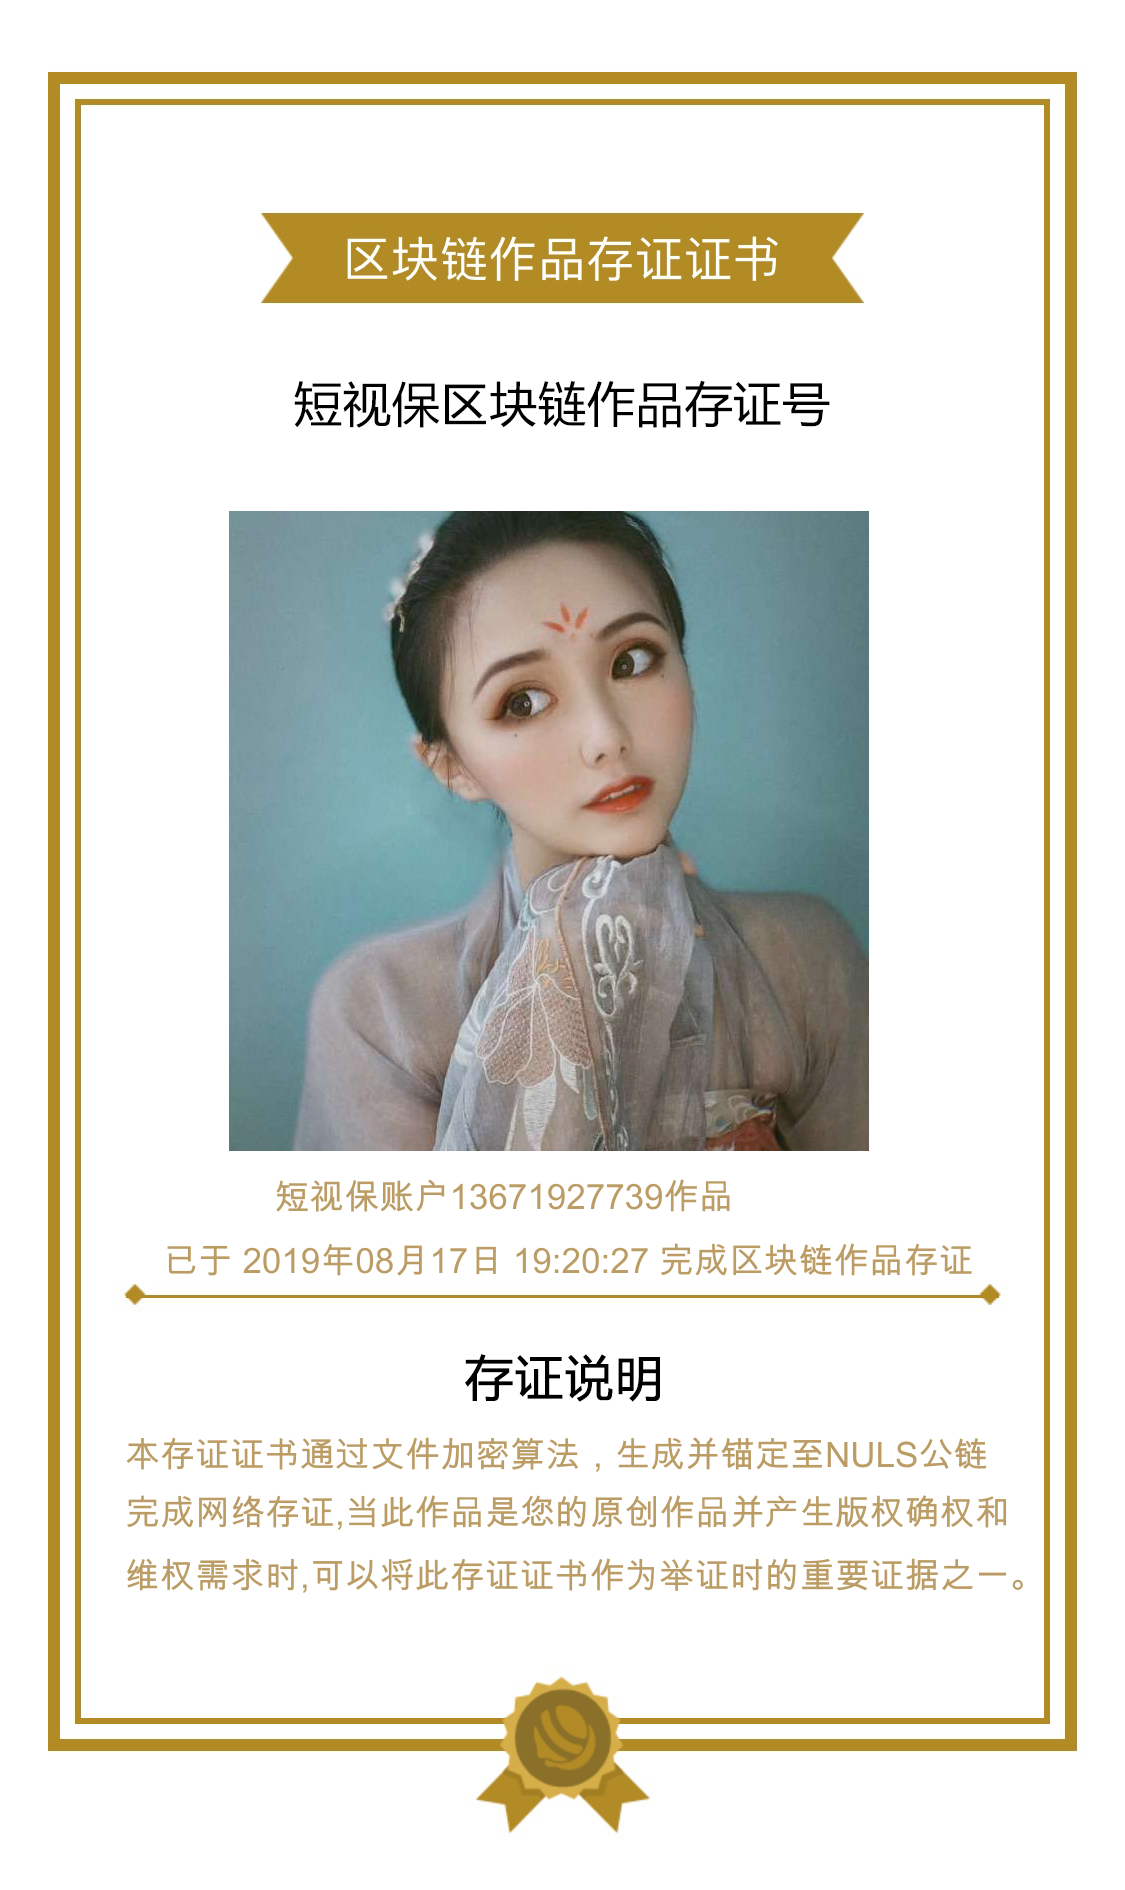 区块链作品存证证书
短视保区块链作品存证号
短视保账户13671927739作品
已于 2019年08月17日 19:20:27 完成区块链作品存证
存证说明
本存证证书通过文件加密算法，生成并锚定至NULS公链
完成网络存证,当此作品是您的原创作品并产生版权确权和
维权需求时,可以将此存证证书作为举证时的重要证据之一。